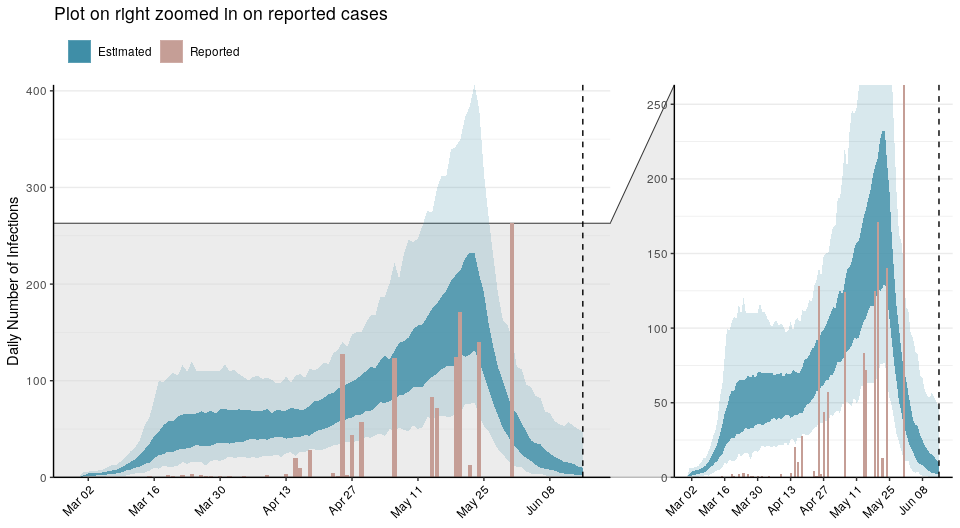 Plot on right zoomed in on reported cases
Estimated Reported
Daily Number of Infections
400
300
200
100
0
Mar 02 Mar 16 Mar 30 Apr 13 Apr 27 May 11 May 25 Jun 08
250
200
150
100
50
0
Mar 02 Mar 16 Mar 30 Apr 13 Apr 27 May 11 May 25 Jun 08